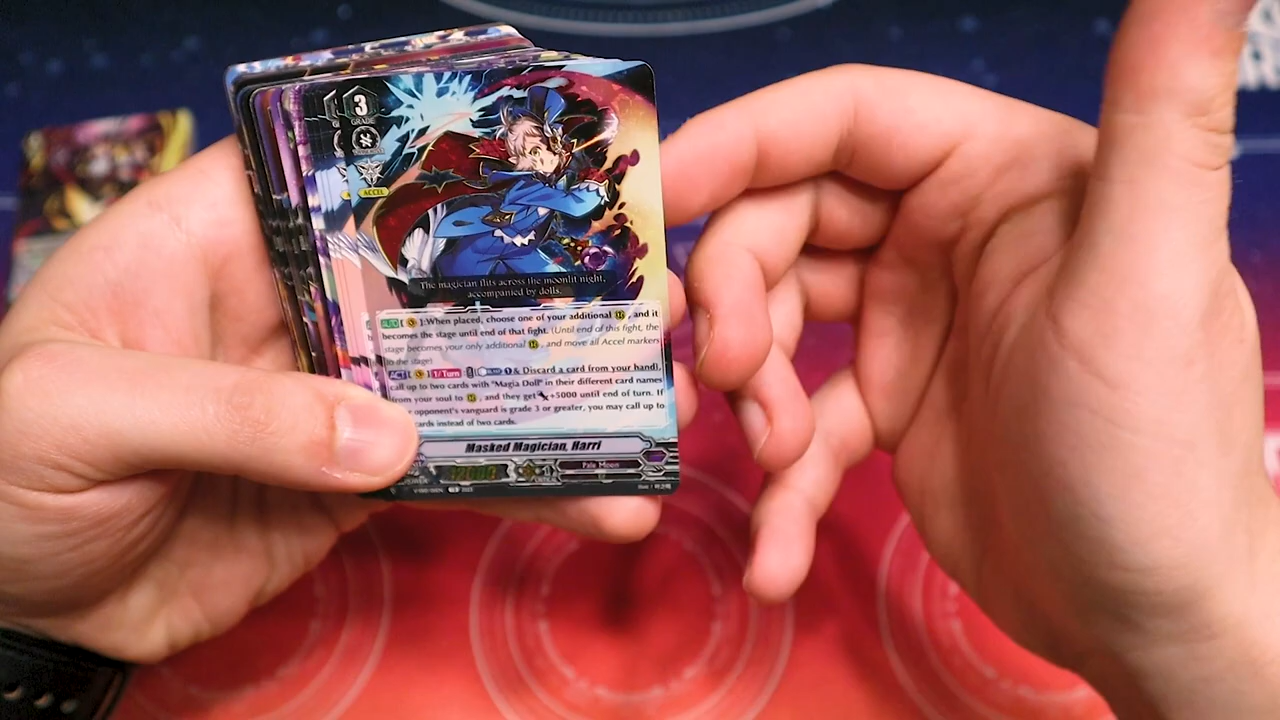 3
GRADE
ACCEL
The magician flits across the moonlit night,
accompanied by dolls.
AUTO [ ]:When placed, choose one of your additional , and it
becomes the stage until end of that fight. (Until end of this fight, the
stage becomes your only additional , and move all Accel markers
to the stage)
ACT[ ] 1/Turn : [ 1 & Discard a card from your hand],
call up to two cards with "Magia Doll" in their different card names
from your soul to , and they get +5000 until end of turn. If
opponent's vanguard is grade 3 or greater, you may call up to
cards instead of two cards.
Masked Magician, Harri
12000
Pale Moon